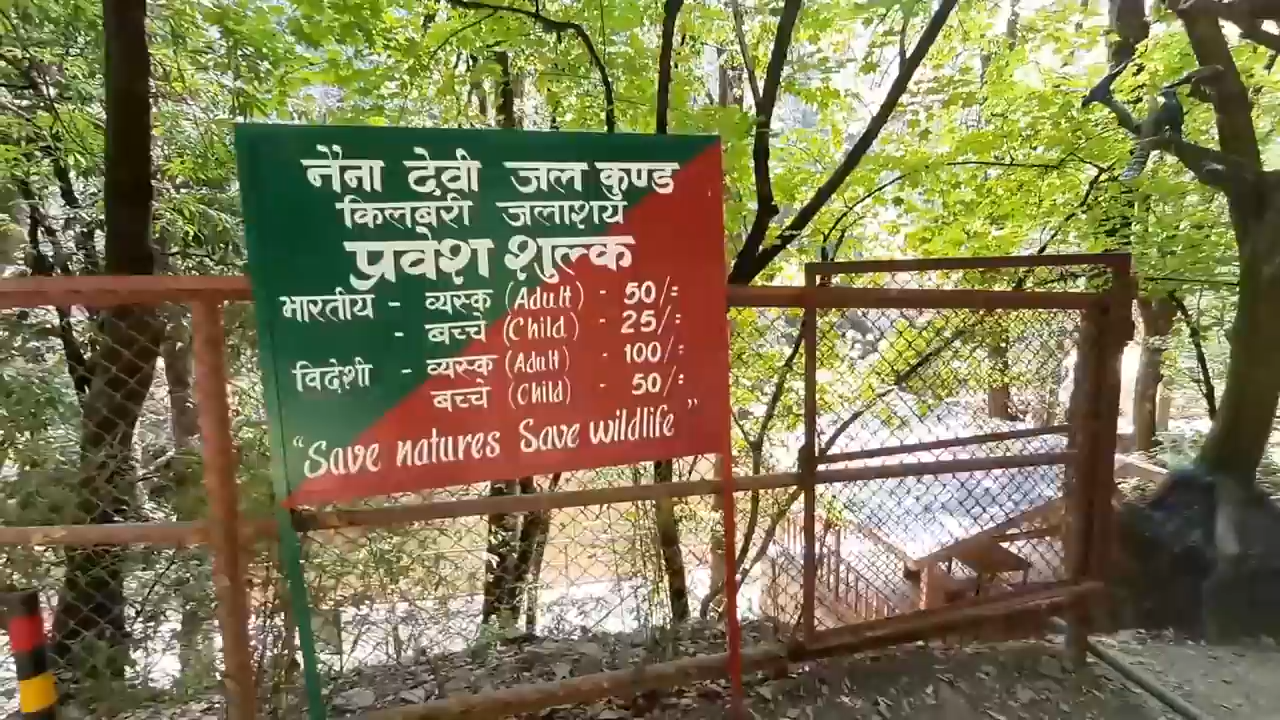 नैना देवी जल कुण्ड
किलबरी जलाशय
प्रवेश शुल्क
भारतीय - व्यस्क (Adult) - 50/=
- बच्चे (Child) - 25/=
विदेशी - व्यस्क (Adult) - 100/=
बच्चे (Child) - 50/=
"Save natures Save wildlife"